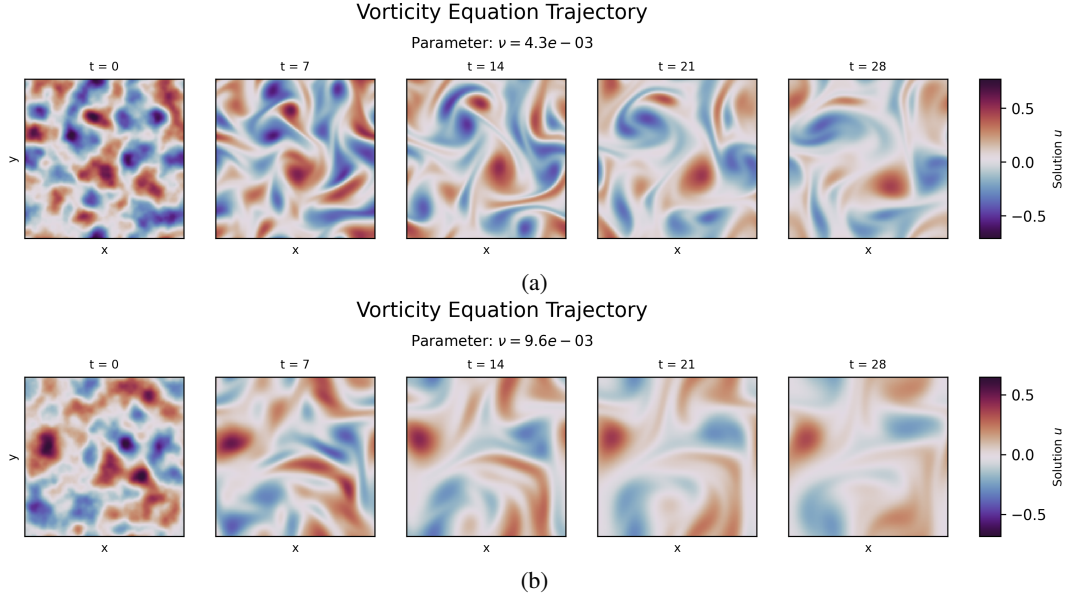 Vorticity Equation Trajectory
Parameter: ν = 4.3e − 03
t = 0 t = 7 t = 14 t = 21 t = 28
y
x x x x x
0.5
0.0
−0.5
Solution u
(a)
Vorticity Equation Trajectory
Parameter: ν = 9.6e − 03
t = 0 t = 7 t = 14 t = 21 t = 28
y
x x x x x
0.5
0.0
−0.5
Solution u
(b)